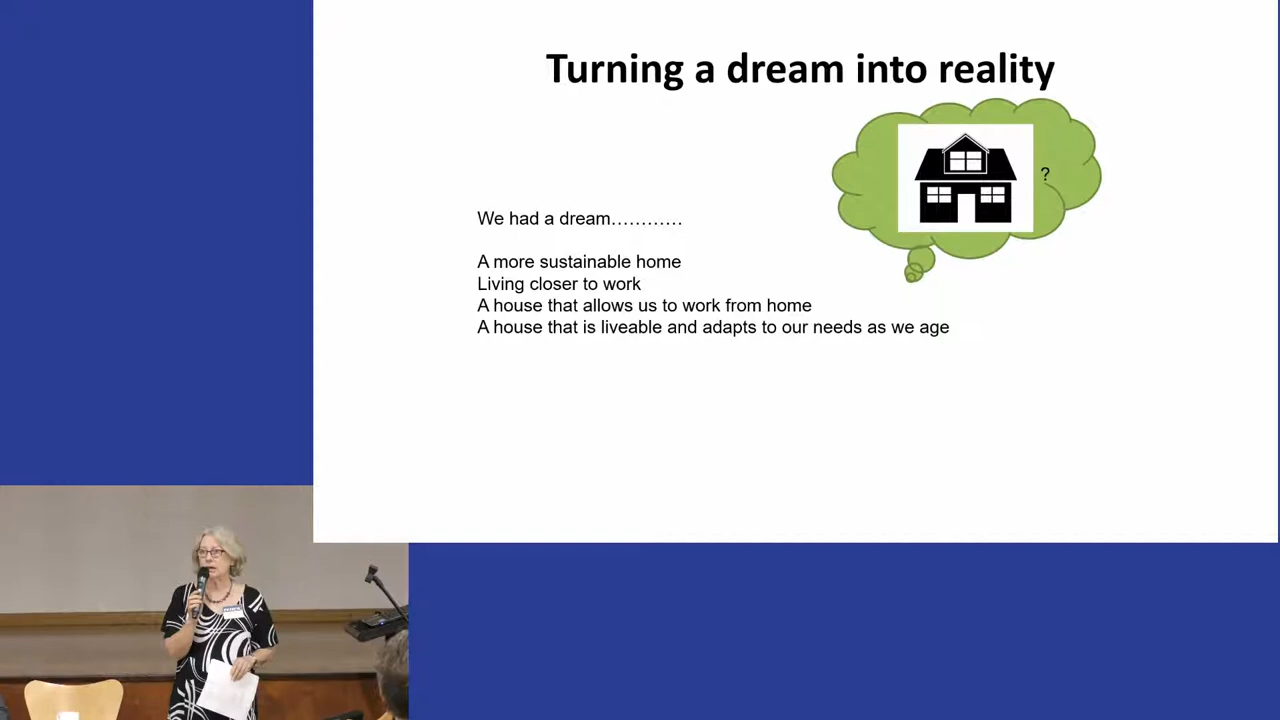 Turning a dream into reality
?
We had a dream…………
A more sustainable home
Living closer to work
A house that allows us to work from home
A house that is liveable and adapts to our needs as we age